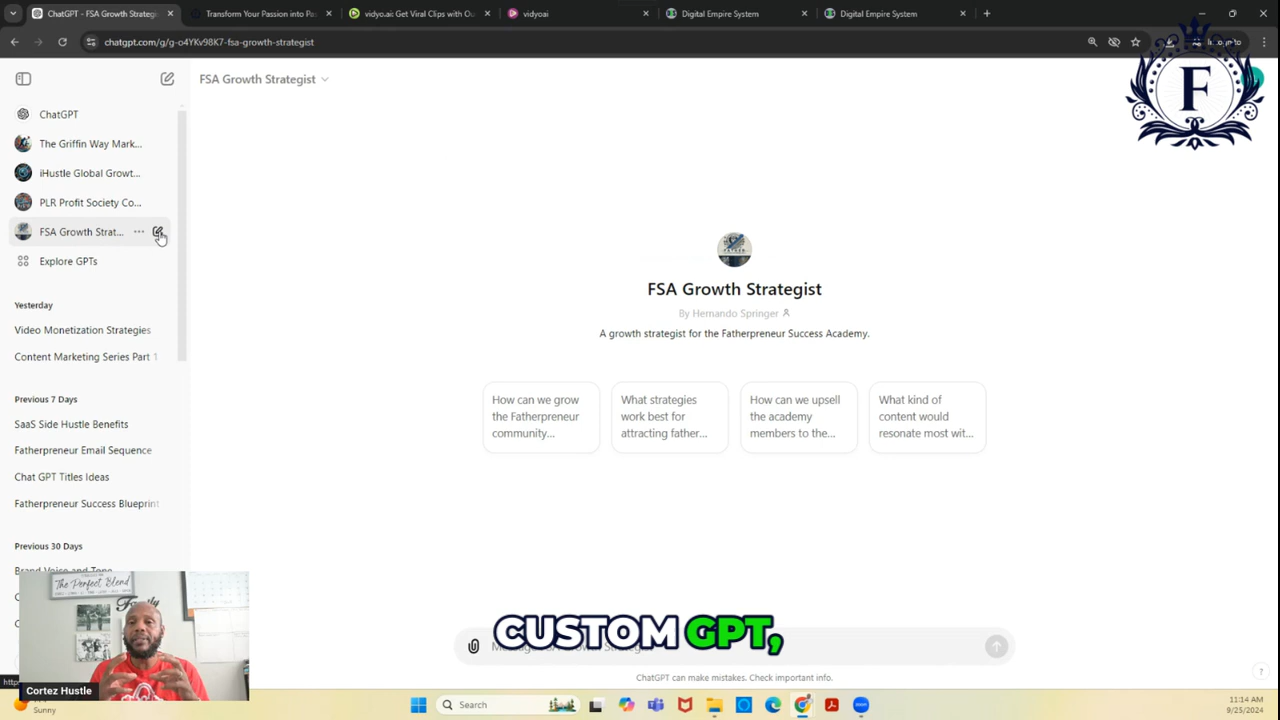 ChatGPT - FSA Growth Strategi
Transform Your Passion into Pas
vidyo.ai: Get Viral Clips with Ou
vidyoai
Digital Empire System
Digital Empire System
chatgpt.com/g/g-o4YKv98K7-fsa-growth-strategist
F
FSA Growth Strategist
ChatGPT
The Griffin Way Mark...
iHustle Global Growt...
PLR Profit Society Co...
FSA Growth Strat...
Explore GPTs
Yesterday
Video Monetization Strategies
Content Marketing Series Part 1
Previous 7 Days
SaaS Side Hustle Benefits
Fatherpreneur Email Sequence
Chat GPT Titles Ideas
Fatherpreneur Success Blueprint
Previous 30 Days
Brand Voice and Tone
FSA Growth Strategist
By Hernando Springer
A growth strategist for the Fatherpreneur Success Academy.
How can we grow
the Fatherpreneur
community...
What strategies
work best for
attracting father...
How can we upsell
the academy
members to the...
What kind of
content would
resonate most wit...
The Perfect Blend
Family
Cortez Hustle
CUSTOM GPT,
ChatGPT can make mistakes. Check important info.
?
Sunny
Search
11:14 AM
9/25/2024